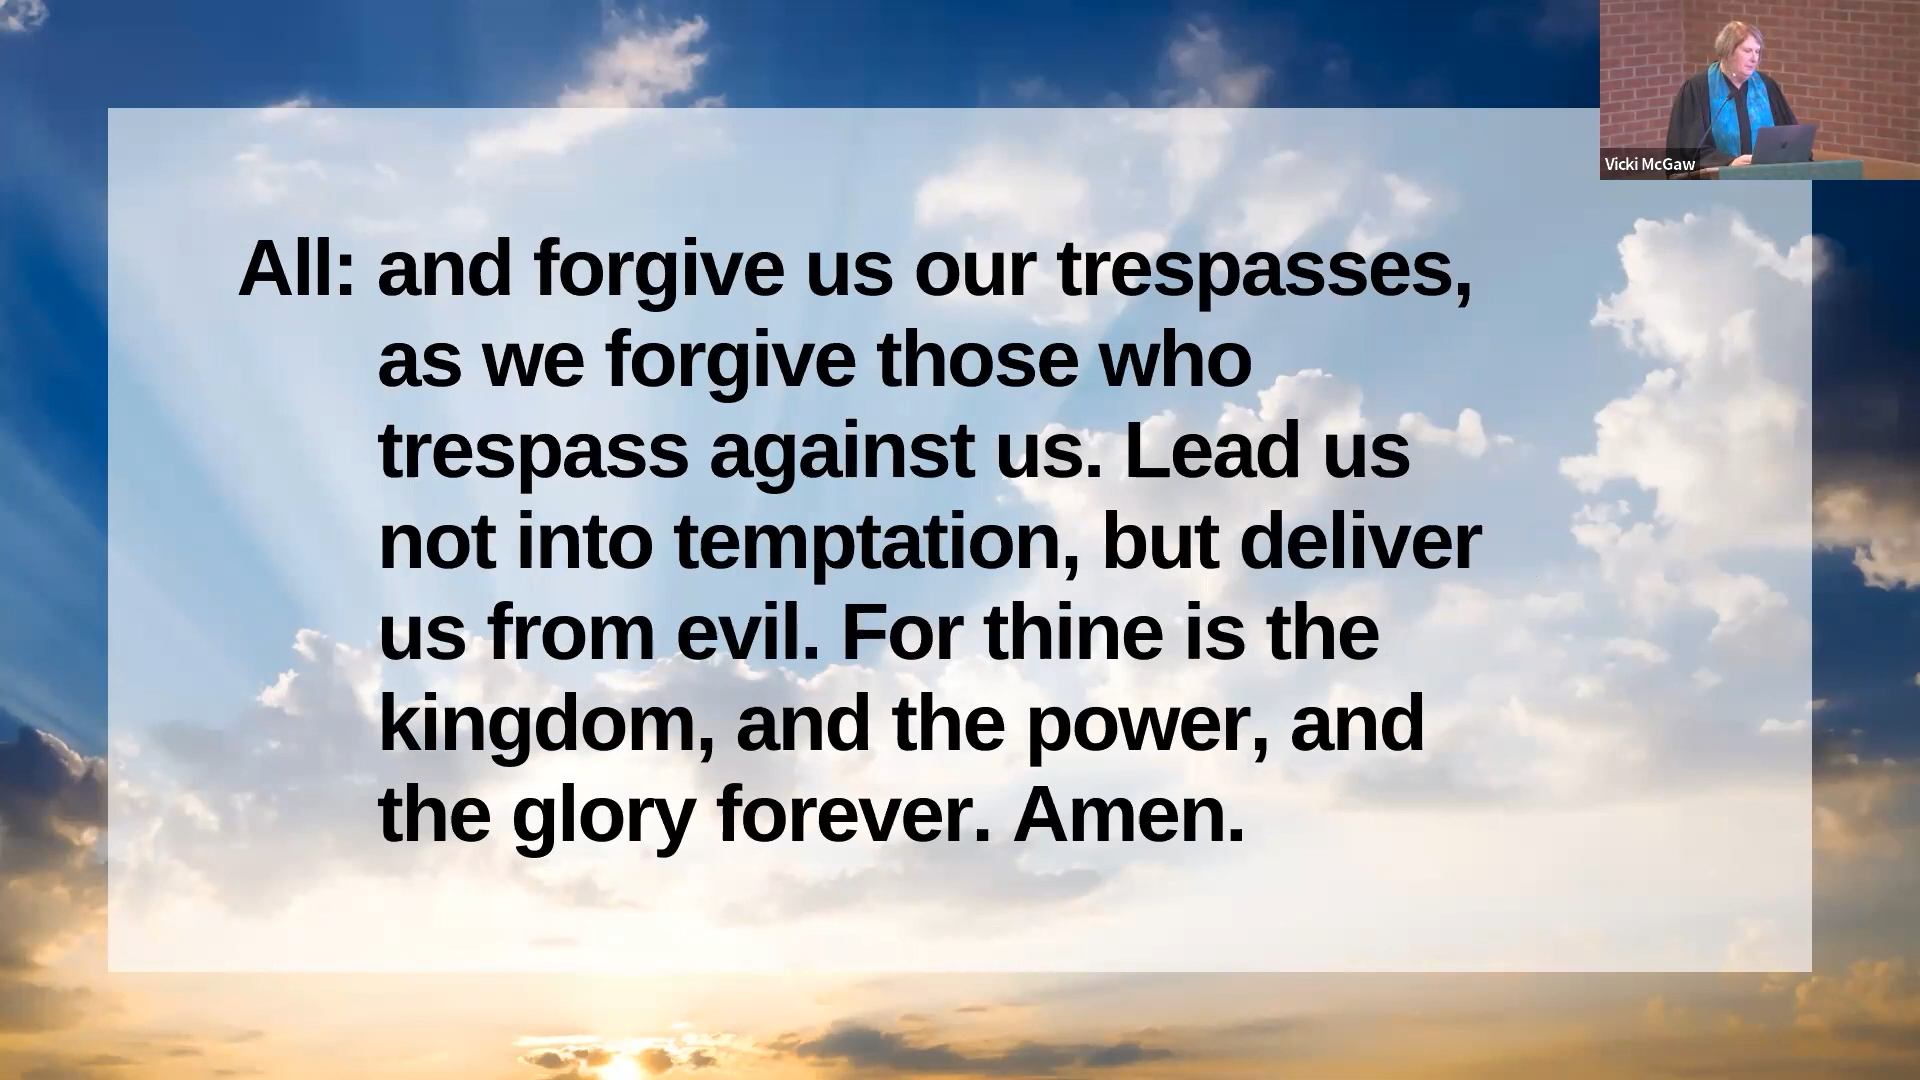 All: and forgive us our trespasses,
as we forgive those who
trespass against us. Lead us
not into temptation, but deliver
us from evil. For thine is the
kingdom, and the power, and
the glory forever. Amen.
Vicki McGaw